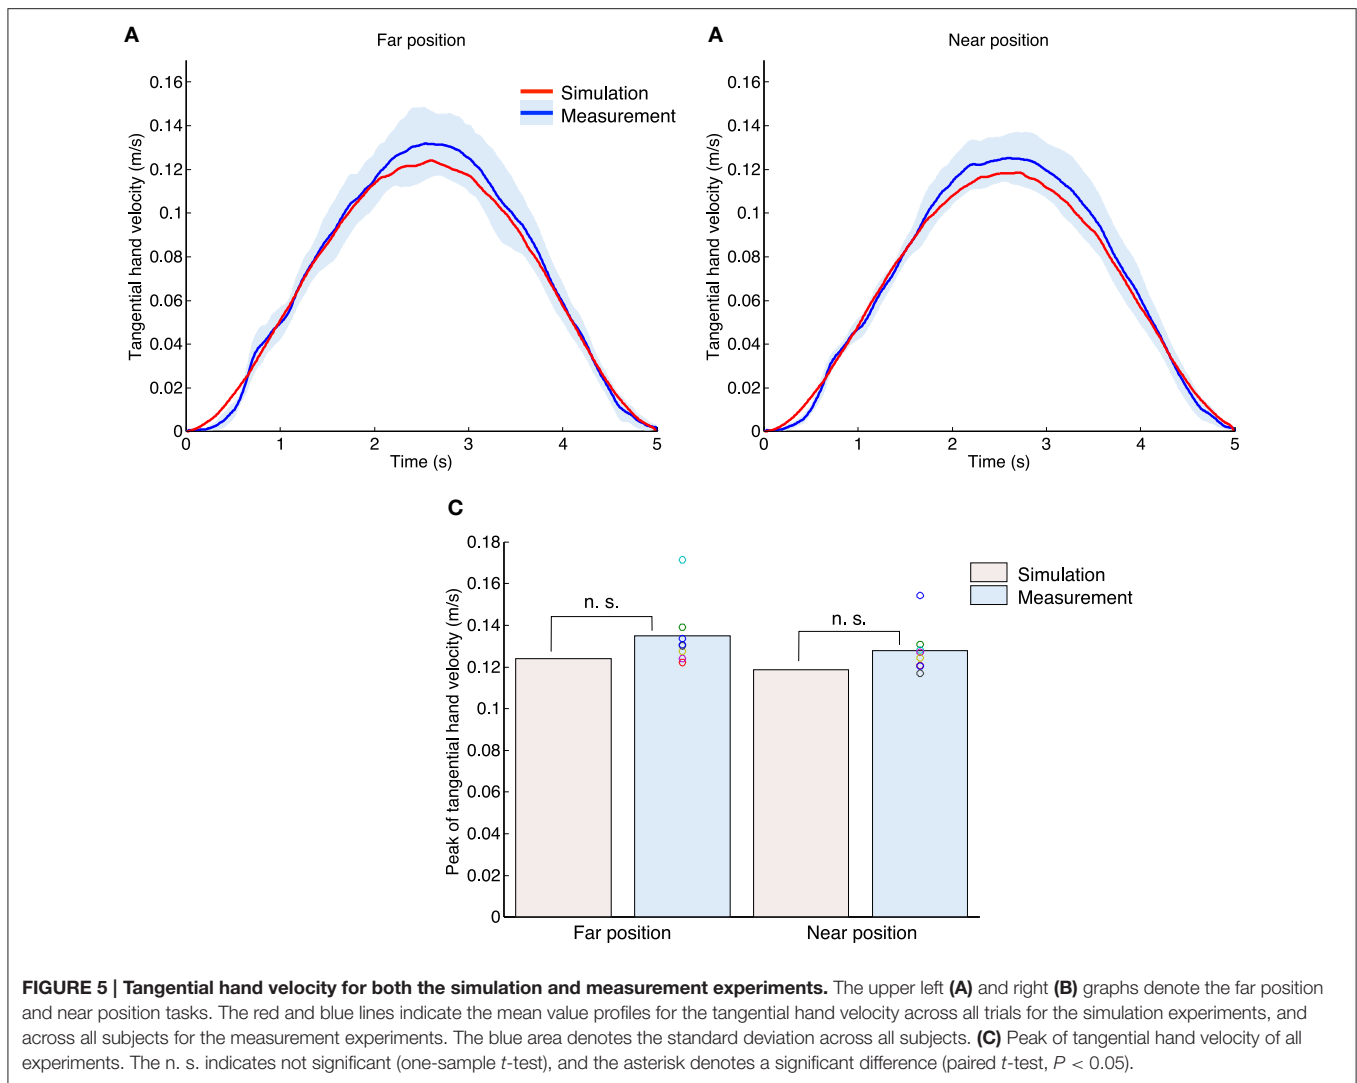 A
Far position
0.16
0.14
0.12
0.1
0.08
0.06
0.04
0.02
0
Tangential hand velocity (m/s)
0 1 2 3 4 5
Time (s)
Simulation
Measurement
A
Near position
0.16
0.14
0.12
0.1
0.08
0.06
0.04
0.02
0
Tangential hand velocity (m/s)
0 1 2 3 4 5
Time (s)
C
0.18
0.16
0.14
0.12
0.1
0.08
0.06
0.04
0.02
0
Peak of tangential hand velocity (m/s)
n. s.
n. s.
Simulation
Measurement
Far position
Near position
FIGURE 5 | Tangential hand velocity for both the simulation and measurement experiments. The upper left (A) and right (B) graphs denote the far position
and near position tasks. The red and blue lines indicate the mean value profiles for the tangential hand velocity across all trials for the simulation experiments, and
across all subjects for the measurement experiments. The blue area denotes the standard deviation across all subjects. (C) Peak of tangential hand velocity of all
experiments. The n. s. indicates not significant (one-sample t-test), and the asterisk denotes a significant difference (paired t-test, P < 0.05).